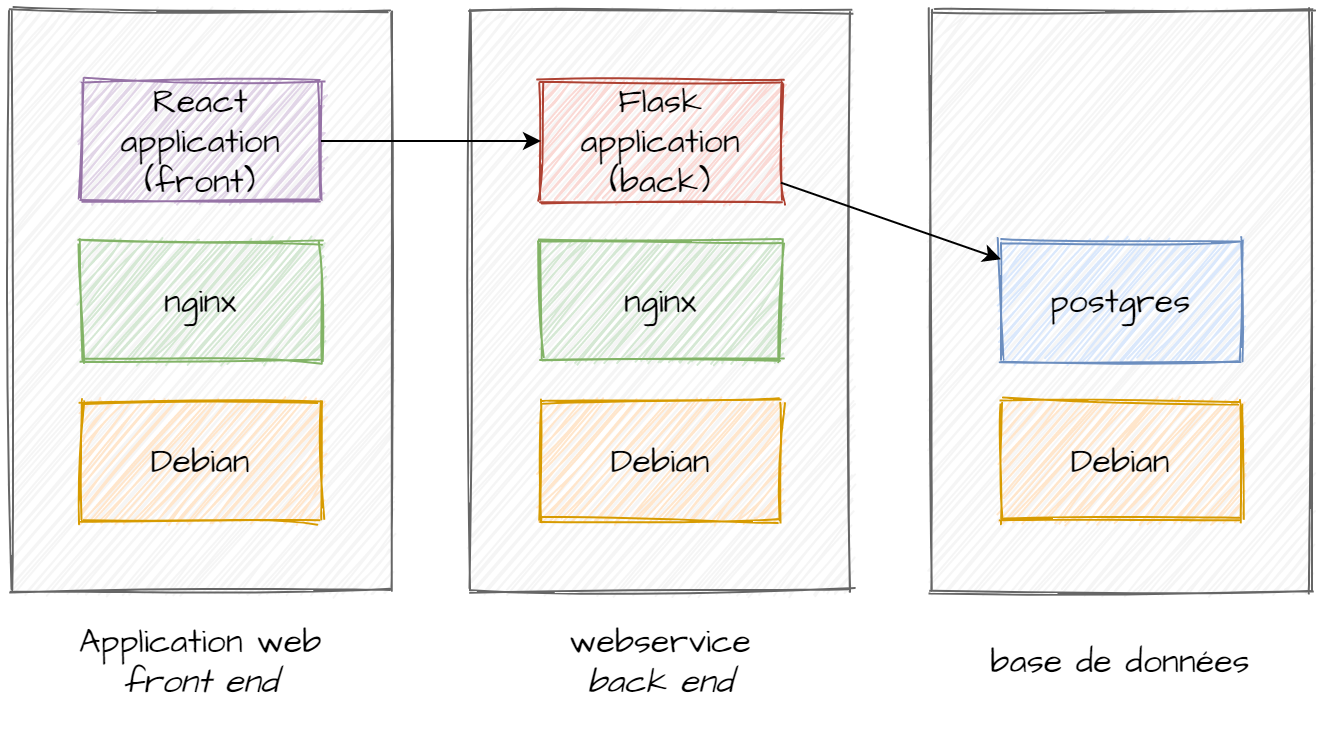 React
application
(front)
nginx
Debian
Application web
front end
Flask
application
(back)
nginx
Debian
webservice
back end
postgres
Debian
base de données